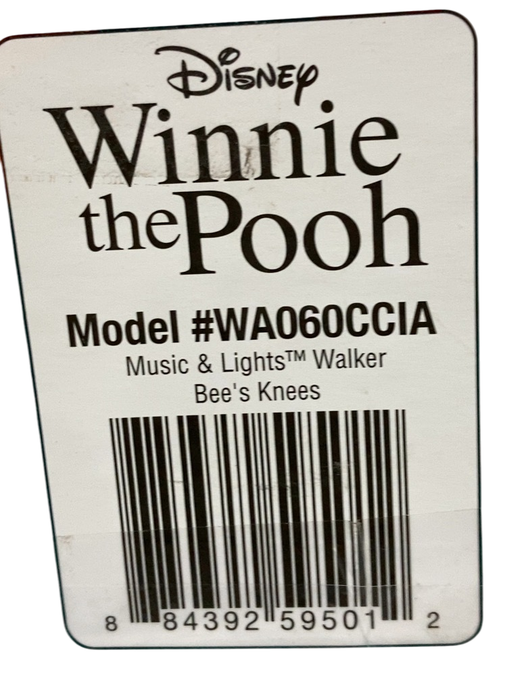 Disney
Winnie
the Pooh
Model #WA060CCIA
Music & Lights™ Walker
Bee's Knees
8 84392 59501 2